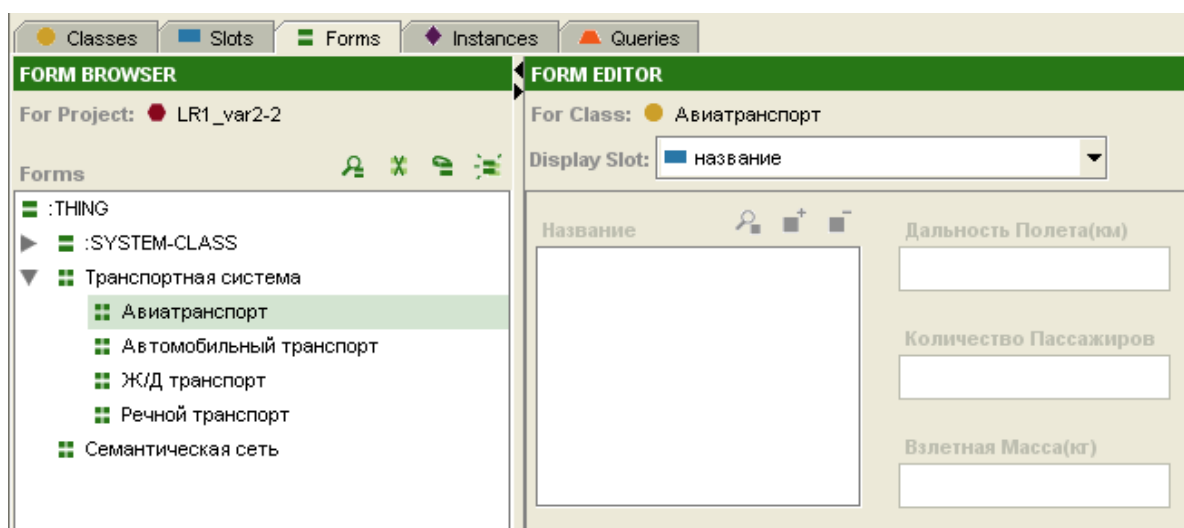 Classes Slots Forms Instances Queries
FORM BROWSER
For Project: LR1_var2-2
Forms
:THING
:SYSTEM-CLASS
Транспортная система
Авиатранспорт
Автомобильный транспорт
Ж/Д транспорт
Речной транспорт
Семантическая сеть
FORM EDITOR
For Class: Авиатранспорт
Display Slot: название
Название
Дальность Полета(км)
Количество Пассажиров
Взлетная Масса(кг)